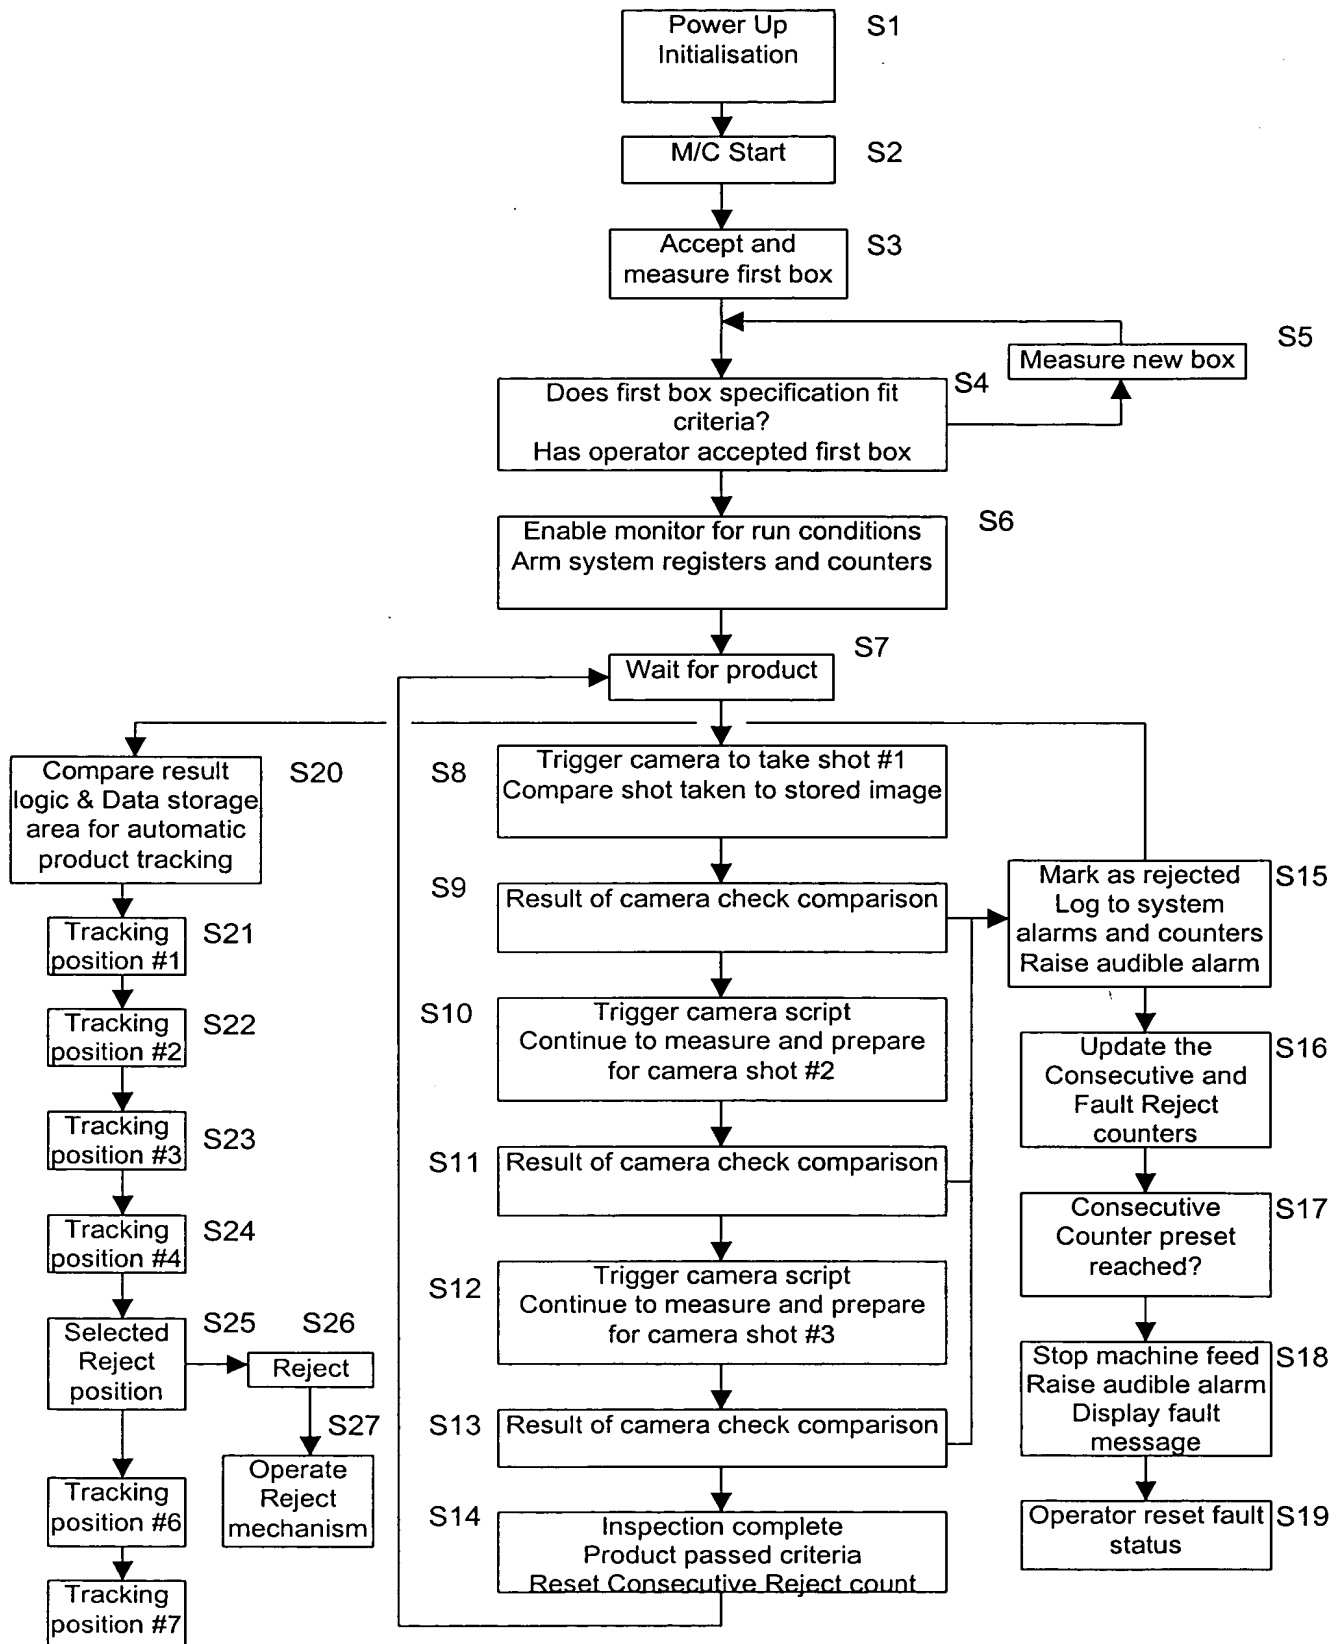 Power Up
Initialisation
S1
M/C Start
S2
Accept and
measure first box
S3
S5
Measure new box
S4
Does first box specification fit
criteria?
Has operator accepted first box
S6
Enable monitor for run conditions
Arm system registers and counters
S7
Wait for product
S8
Trigger camera to take shot #1
Compare shot taken to stored image
S9
Result of camera check comparison
S10
Trigger camera script
Continue to measure and prepare
for camera shot #2
S11
Result of camera check comparison
S12
Trigger camera script
Continue to measure and prepare
for camera shot #3
S13
Result of camera check comparison
S14
Inspection complete
Product passed criteria
Reset Consecutive Reject count
Mark as rejected
Log to system
alarms and counters
Raise audible alarm
S15
Update the
Consecutive and
Fault Reject
counters
S16
Consecutive
Counter preset
reached?
S17
Stop machine feed
Raise audible alarm
Display fault
message
S18
Operator reset fault
status
S19
Compare result
logic & Data storage
area for automatic
product tracking
S20
Tracking
position #1
S21
Tracking
position #2
S22
Tracking
position #3
S23
Tracking
position #4
S24
Selected
Reject
position
S25
S26
Reject
S27
Operate
Reject
mechanism
Tracking
position #6
Tracking
position #7